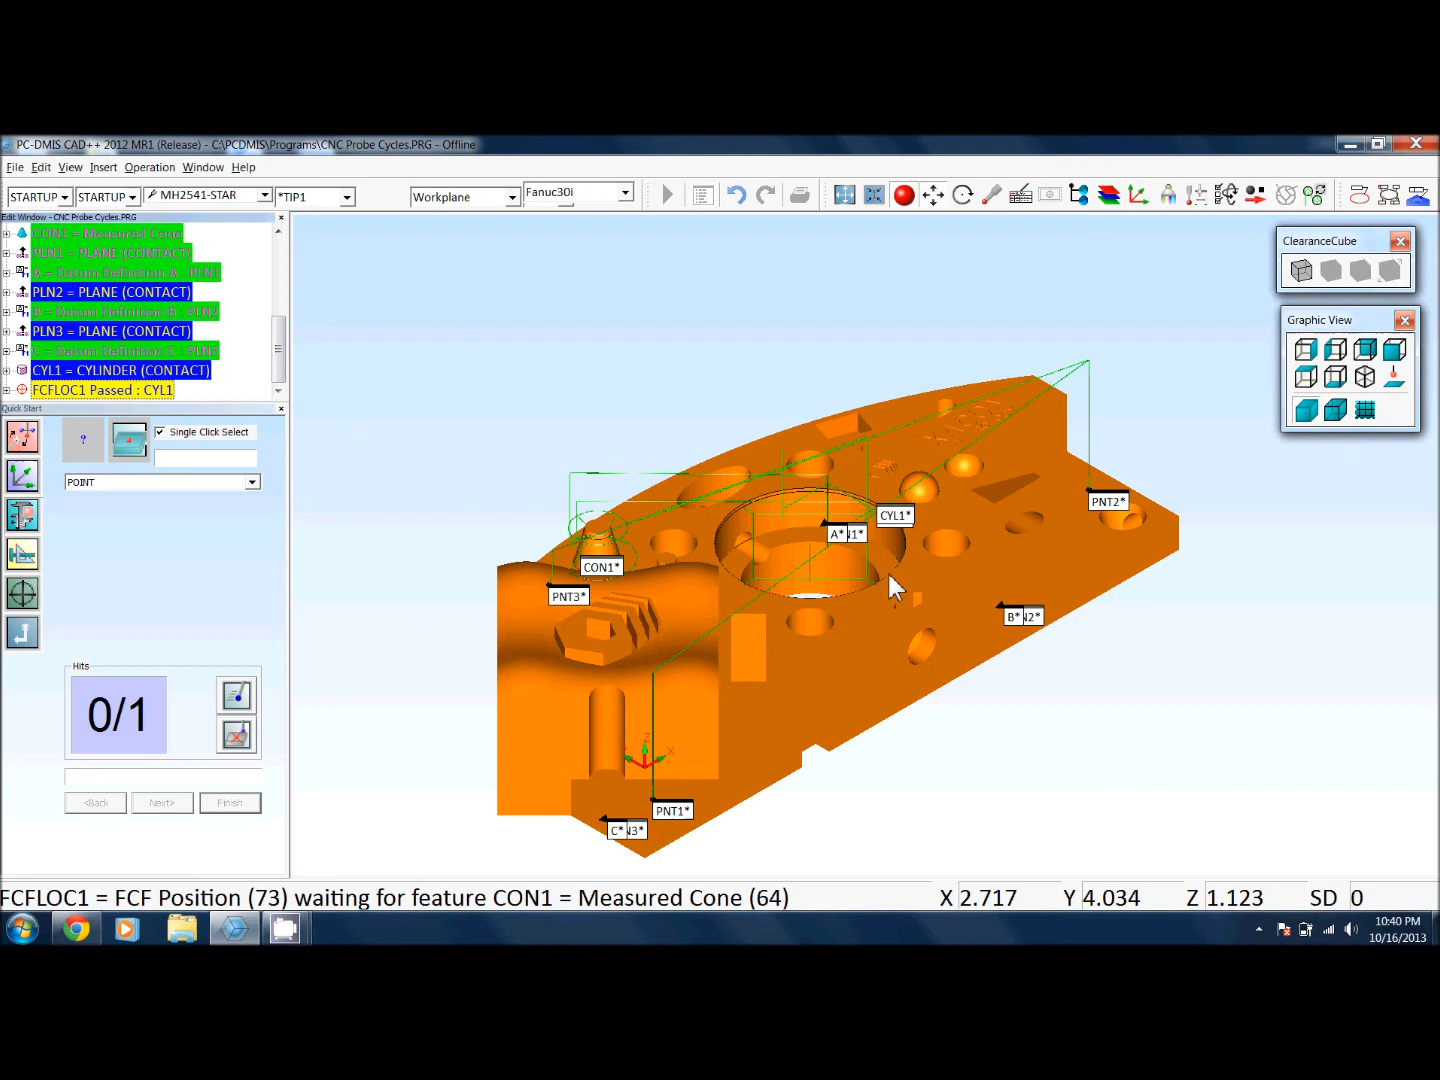 PC-DMIS CAD++ 2012 MR1 (Release) - C:\PCDMIS\Programs\CNC Probe Cycles.PRG - Offline
File Edit View Insert Operation Window Help
STARTUP STARTUP MH2541-STAR *TIP1 Workplane Fanuc30i
Edit Window - CNC Probe Cycles.PRG
CON1 = Measured Cone
PLN1 = PLANE (CONTACT)
A = Datum Definition A : PLN1
PLN2 = PLANE (CONTACT)
B = Datum Definition B : PLN2
PLN3 = PLANE (CONTACT)
C = Datum Definition C : PLN3
CYL1 = CYLINDER (CONTACT)
FCFLOC1 Passed : CYL1
Quick Start
?
Single Click Select
POINT
Hits
0/1
<Back Next> Finish
ClearanceCube
Graphic View
CYL1*
A* N1*
PNT2*
CON1*
PNT3*
B* N2*
PNT1*
C* N3*
Z
X
FCFLOC1 = FCF Position (73) waiting for feature CON1 = Measured Cone (64)
X 2.717 Y 4.034 Z 1.123 SD 0
10:40 PM
10/16/2013